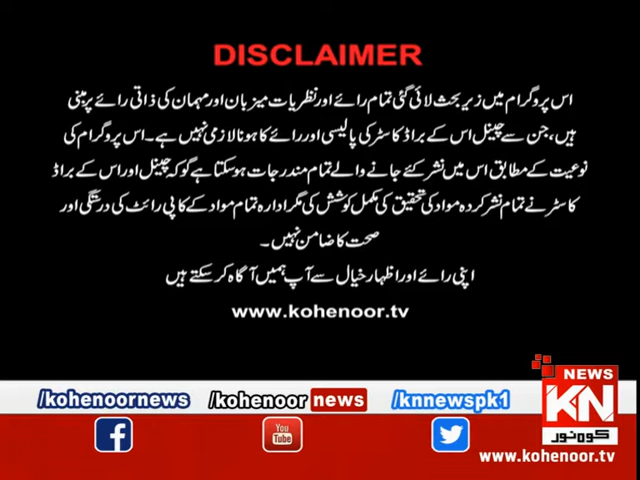 DISCLAIMER
اس پروگرام میں زیر بحث لائی گئی تمام رائے اور نظریات میزبان اور مہمان کی ذاتی رائے پر مبنی
ہیں، جن سے چینل اس کے براڈ کاسٹر کی پالیسی اور رائے کا ہونا لازمی نہیں ہے۔ اس پروگرام کی
نوعیت کے مطابق اس میں نشر کئے جانے والے تمام مندرجات ہو سکتا ہے گو کہ چینل اور اس کے براڈ
کاسٹر نے تمام نشر کردہ مواد کی تحقیق کی مکمل کوشش کی مگر ادارہ تمام مواد کے کاپی رائٹ کی درستگی اور
صحت کا ضامن نہیں۔
اپنی رائے اور اظہار خیال سے آپ ہمیں آگاہ کر سکتے ہیں
www.kohenoor.tv
/kohenoornews
/kohenoor news
/knnewspk1
You Tube
NEWS
KN
کوہ نور
www.kohenoor.tv